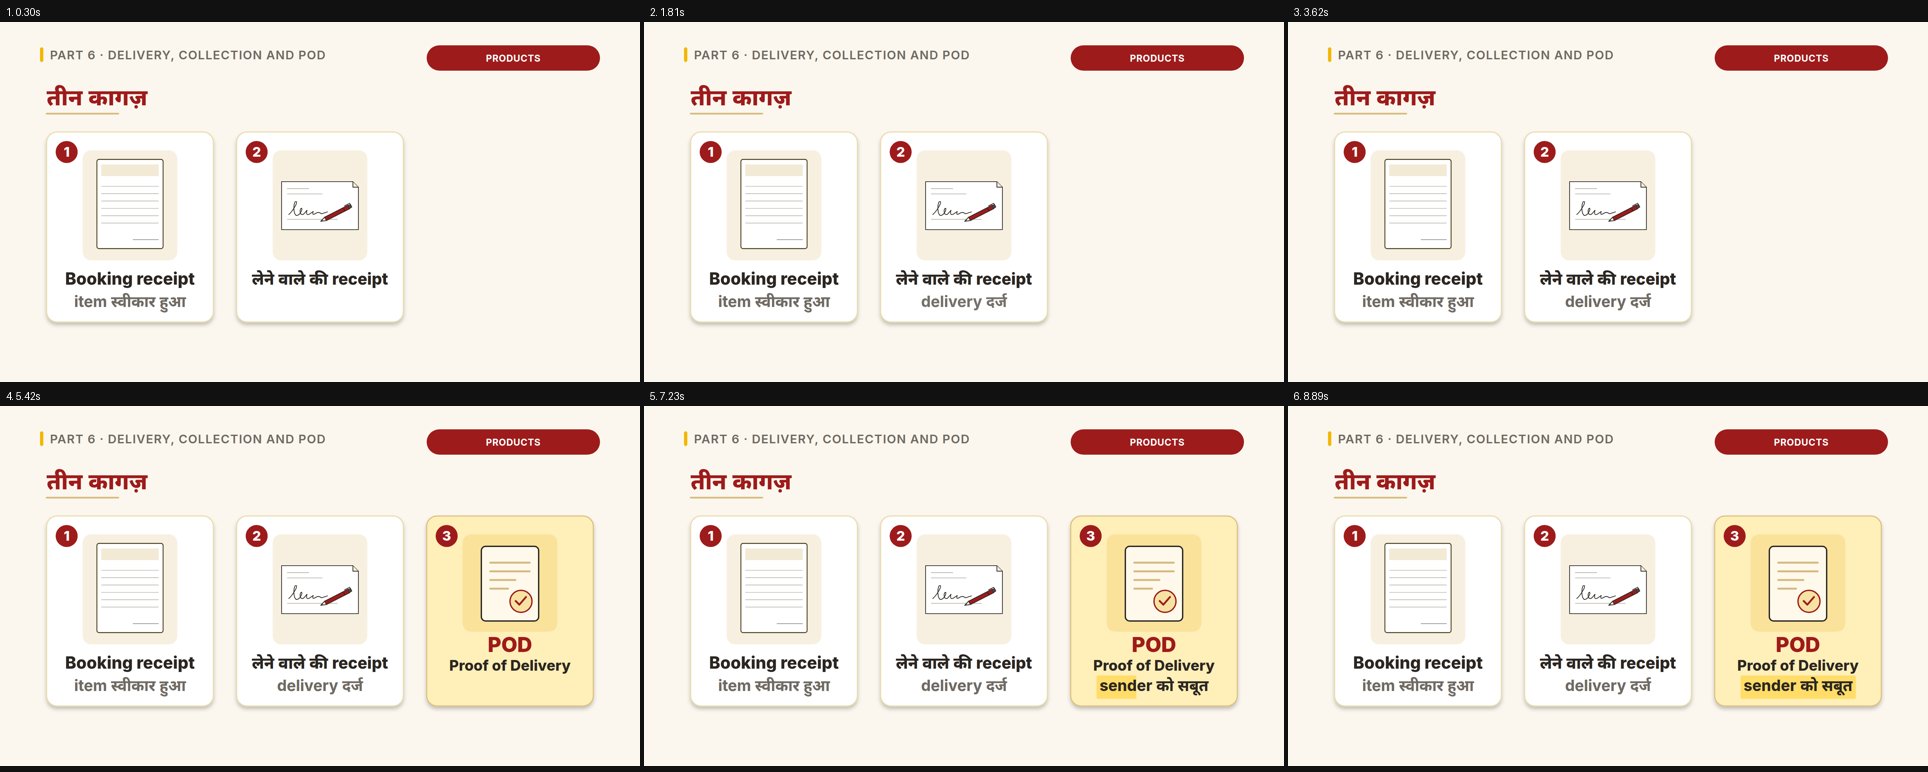 1. 0.30s
PART 6 · DELIVERY, COLLECTION AND POD
PRODUCTS
तीन कागज़
1
2
Booking receipt
item स्वीकार हुआ
लेने वाले की receipt
2. 1.81s
PART 6 · DELIVERY, COLLECTION AND POD
PRODUCTS
तीन कागज़
1
2
Booking receipt
item स्वीकार हुआ
लेने वाले की receipt
delivery दर्ज
3. 3.62s
PART 6 · DELIVERY, COLLECTION AND POD
PRODUCTS
तीन कागज़
1
2
Booking receipt
item स्वीकार हुआ
लेने वाले की receipt
delivery दर्ज
4. 5.42s
PART 6 · DELIVERY, COLLECTION AND POD
PRODUCTS
तीन कागज़
1
2
3
Booking receipt
item स्वीकार हुआ
लेने वाले की receipt
delivery दर्ज
POD
Proof of Delivery
5. 7.23s
PART 6 · DELIVERY, COLLECTION AND POD
PRODUCTS
तीन कागज़
1
2
3
Booking receipt
item स्वीकार हुआ
लेने वाले की receipt
delivery दर्ज
POD
Proof of Delivery
sender को सबूत
6. 8.89s
PART 6 · DELIVERY, COLLECTION AND POD
PRODUCTS
तीन कागज़
1
2
3
Booking receipt
item स्वीकार हुआ
लेने वाले की receipt
delivery दर्ज
POD
Proof of Delivery
sender को सबूत